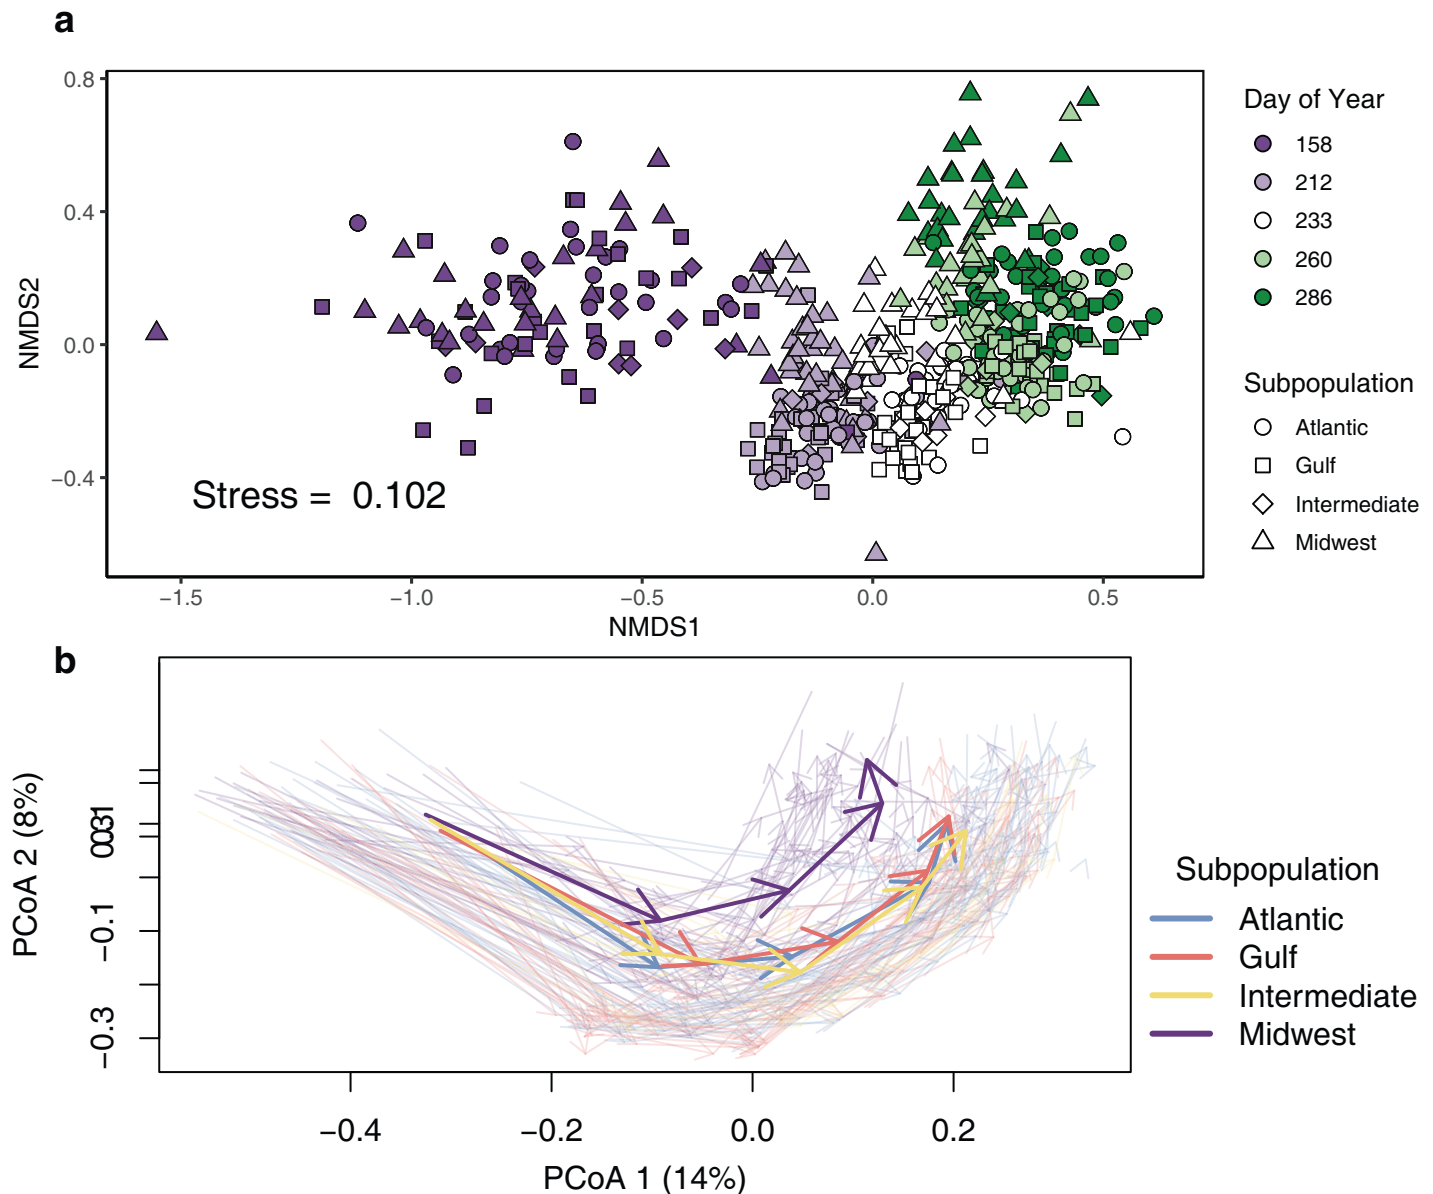 a
0.8
0.4
0.0
−0.4
NMDS2
Stress = 0.102
−1.5 −1.0 −0.5 0.0 0.5
NMDS1
Day of Year
158
212
233
260
286
Subpopulation
Atlantic
Gulf
Intermediate
Midwest
b
PCoA 2 (8%)
−0.1
−0.3
−0.4 −0.2 0.0 0.2
PCoA 1 (14%)
Subpopulation
Atlantic
Gulf
Intermediate
Midwest